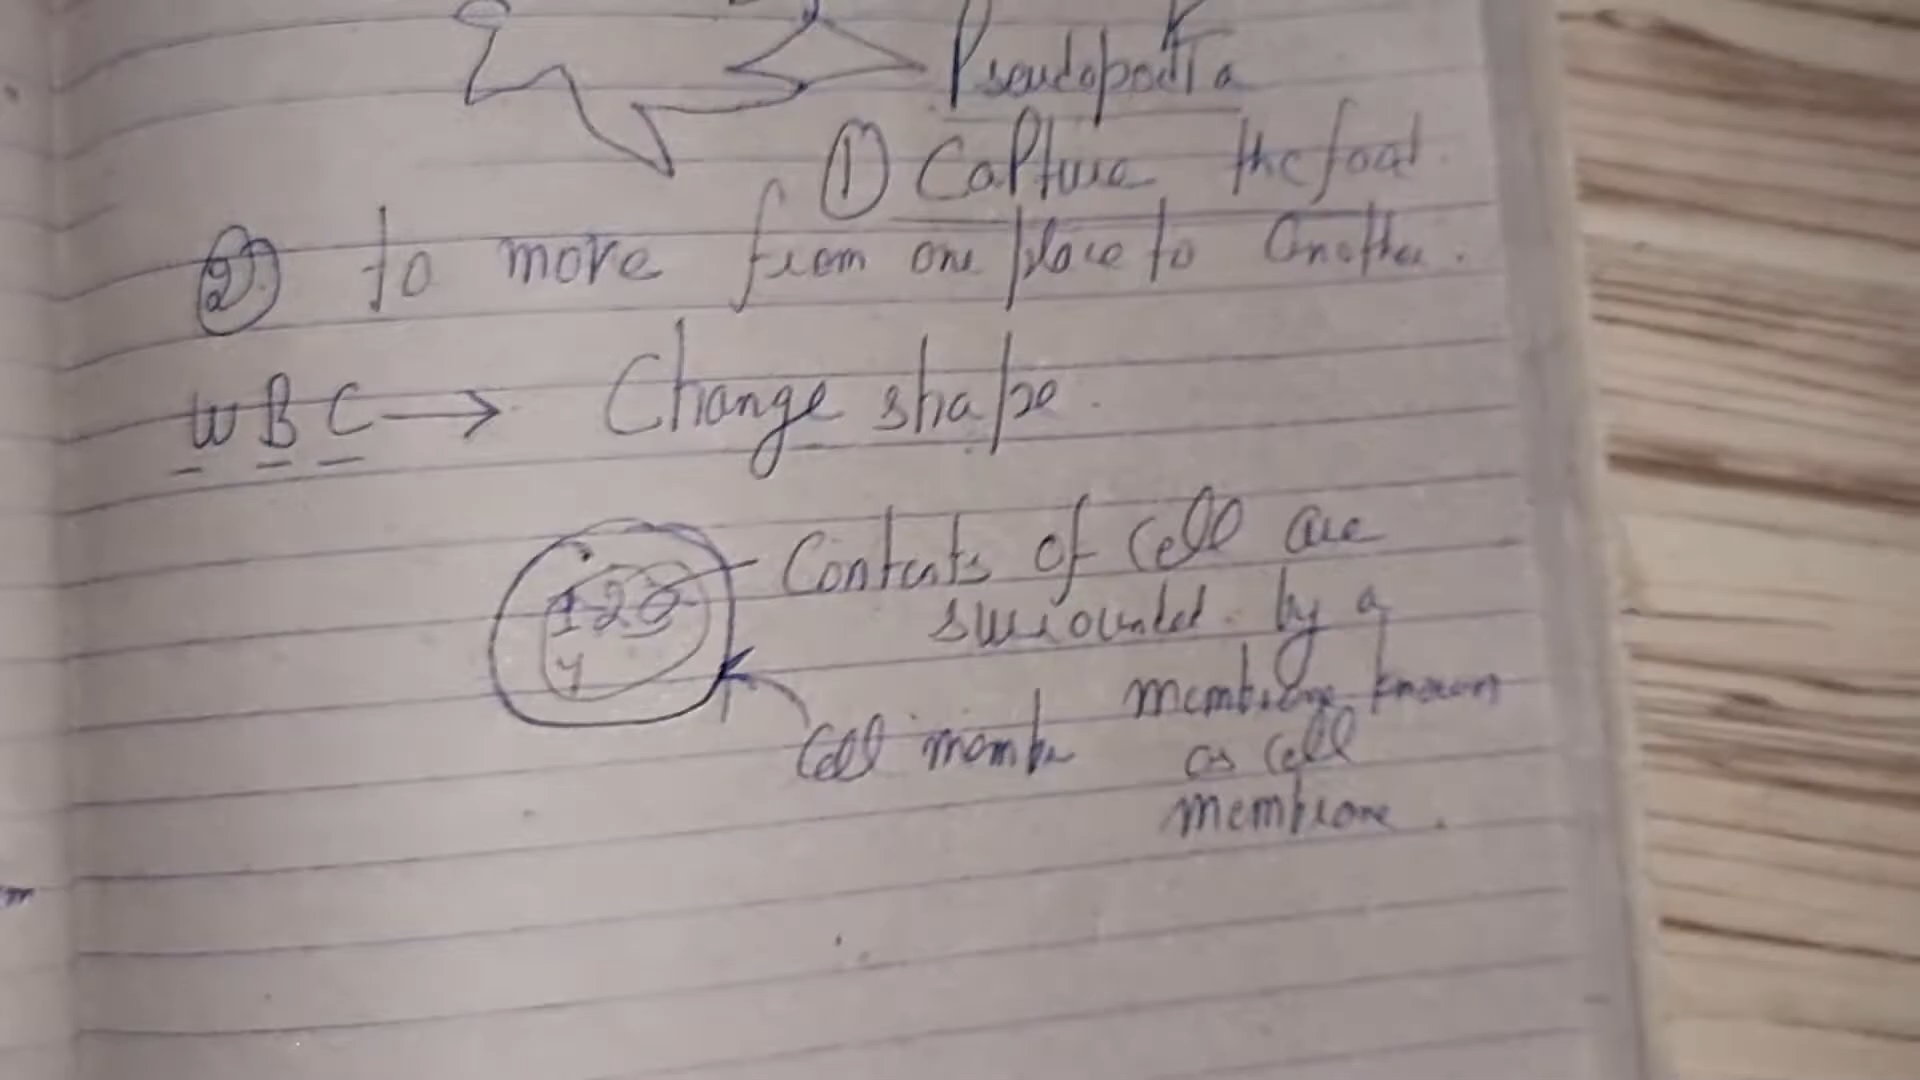 Pseudopodia
① Capture the food.
② to move from one place to Another.
WBC → Change shape.
Contents of Cell are
surrounded by a
membrane known
as cell
membrane.
1 2
4
Cell membr